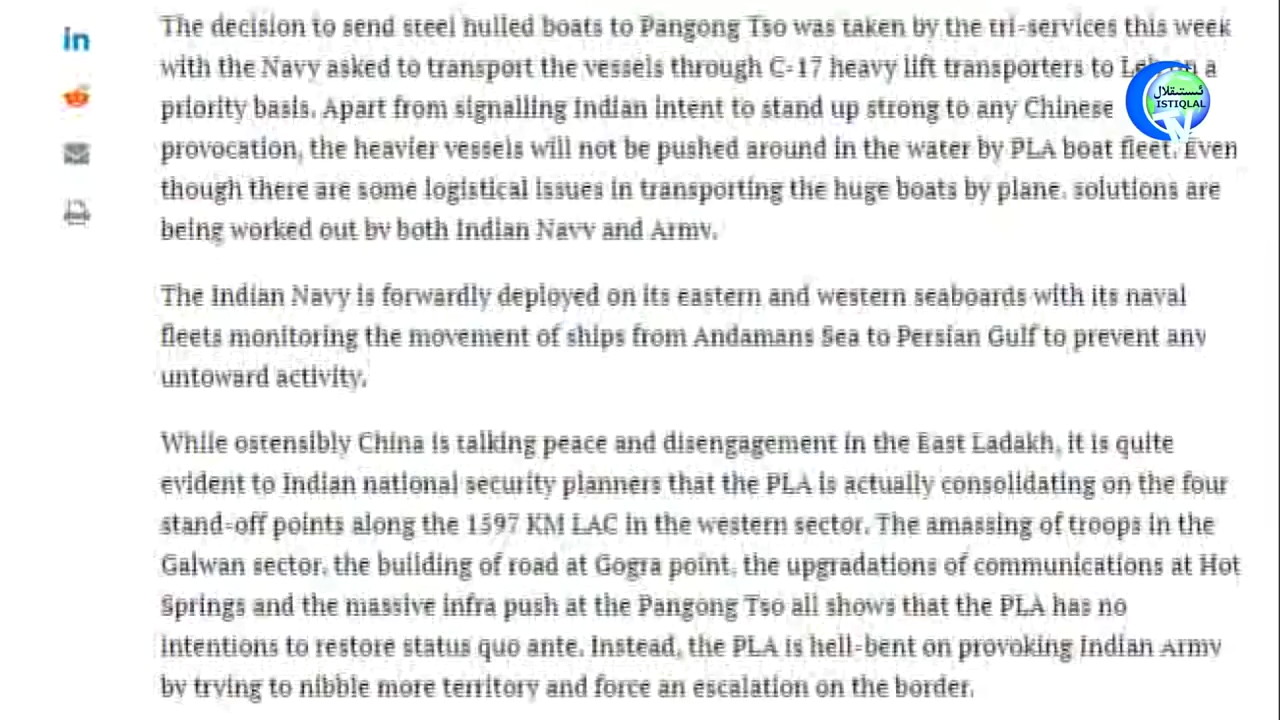 in
The decision to send steel hulled boats to Pangong Tso was taken by the tri-services this week
with the Navy asked to transport the vessels through C-17 heavy lift transporters to a
priority basis. Apart from signalling Indian intent to stand up strong to any Chinese
provocation, the heavier vessels will not be pushed around in the water by PLA boat fleet. Even
though there are some logistical issues in transporting the huge boats by plane, solutions are
being worked out by both Indian Navy and Army.
The Indian Navy is forwardly deployed on its eastern and western seaboards with its naval
fleets monitoring the movement of ships from Andamans Sea to Persian Gulf to prevent any
untoward activity.
While ostensibly China is talking peace and disengagement in the East Ladakh, it is quite
evident to Indian national security planners that the PLA is actually consolidating on the four
stand-off points along the 1597 KM LAC in the western sector. The amassing of troops in the
Galwan sector, the building of road at Gogra point, the upgradations of communications at Hot
Springs and the massive infra push at the Pangong Tso all shows that the PLA has no
intentions to restore status quo ante. Instead, the PLA is hell-bent on provoking Indian Army
by trying to nibble more territory and force an escalation on the border.
ئىستىقلال
ISTIQLAL
TV